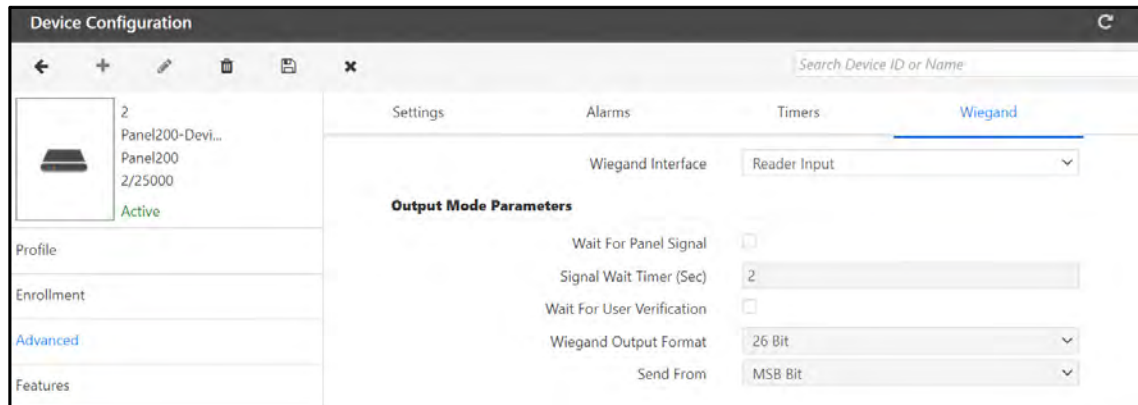 Device Configuration
Search Device ID or Name
2
Panel200-Devi...
Panel200
2/25000
Active
Profile
Enrollment
Advanced
Features
Settings Alarms Timers Wiegand
Wiegand Interface Reader Input
Output Mode Parameters
Wait For Panel Signal
Signal Wait Timer (Sec) 2
Wait For User Verification
Wiegand Output Format 26 Bit
Send From MSB Bit